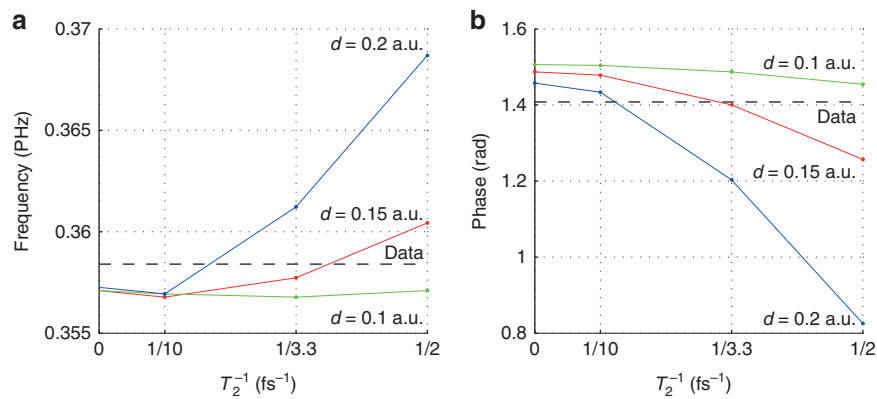 a
0.37
0.365
0.36
0.355
Frequency (PHz)
d = 0.2 a.u.
d = 0.15 a.u.
Data
d = 0.1 a.u.
0
1/10
1/3.3
1/2
T₂⁻¹ (fs⁻¹)
b
1.6
1.4
1.2
1
0.8
Phase (rad)
d = 0.1 a.u.
Data
d = 0.15 a.u.
d = 0.2 a.u.
0
1/10
1/3.3
1/2
T₂⁻¹ (fs⁻¹)